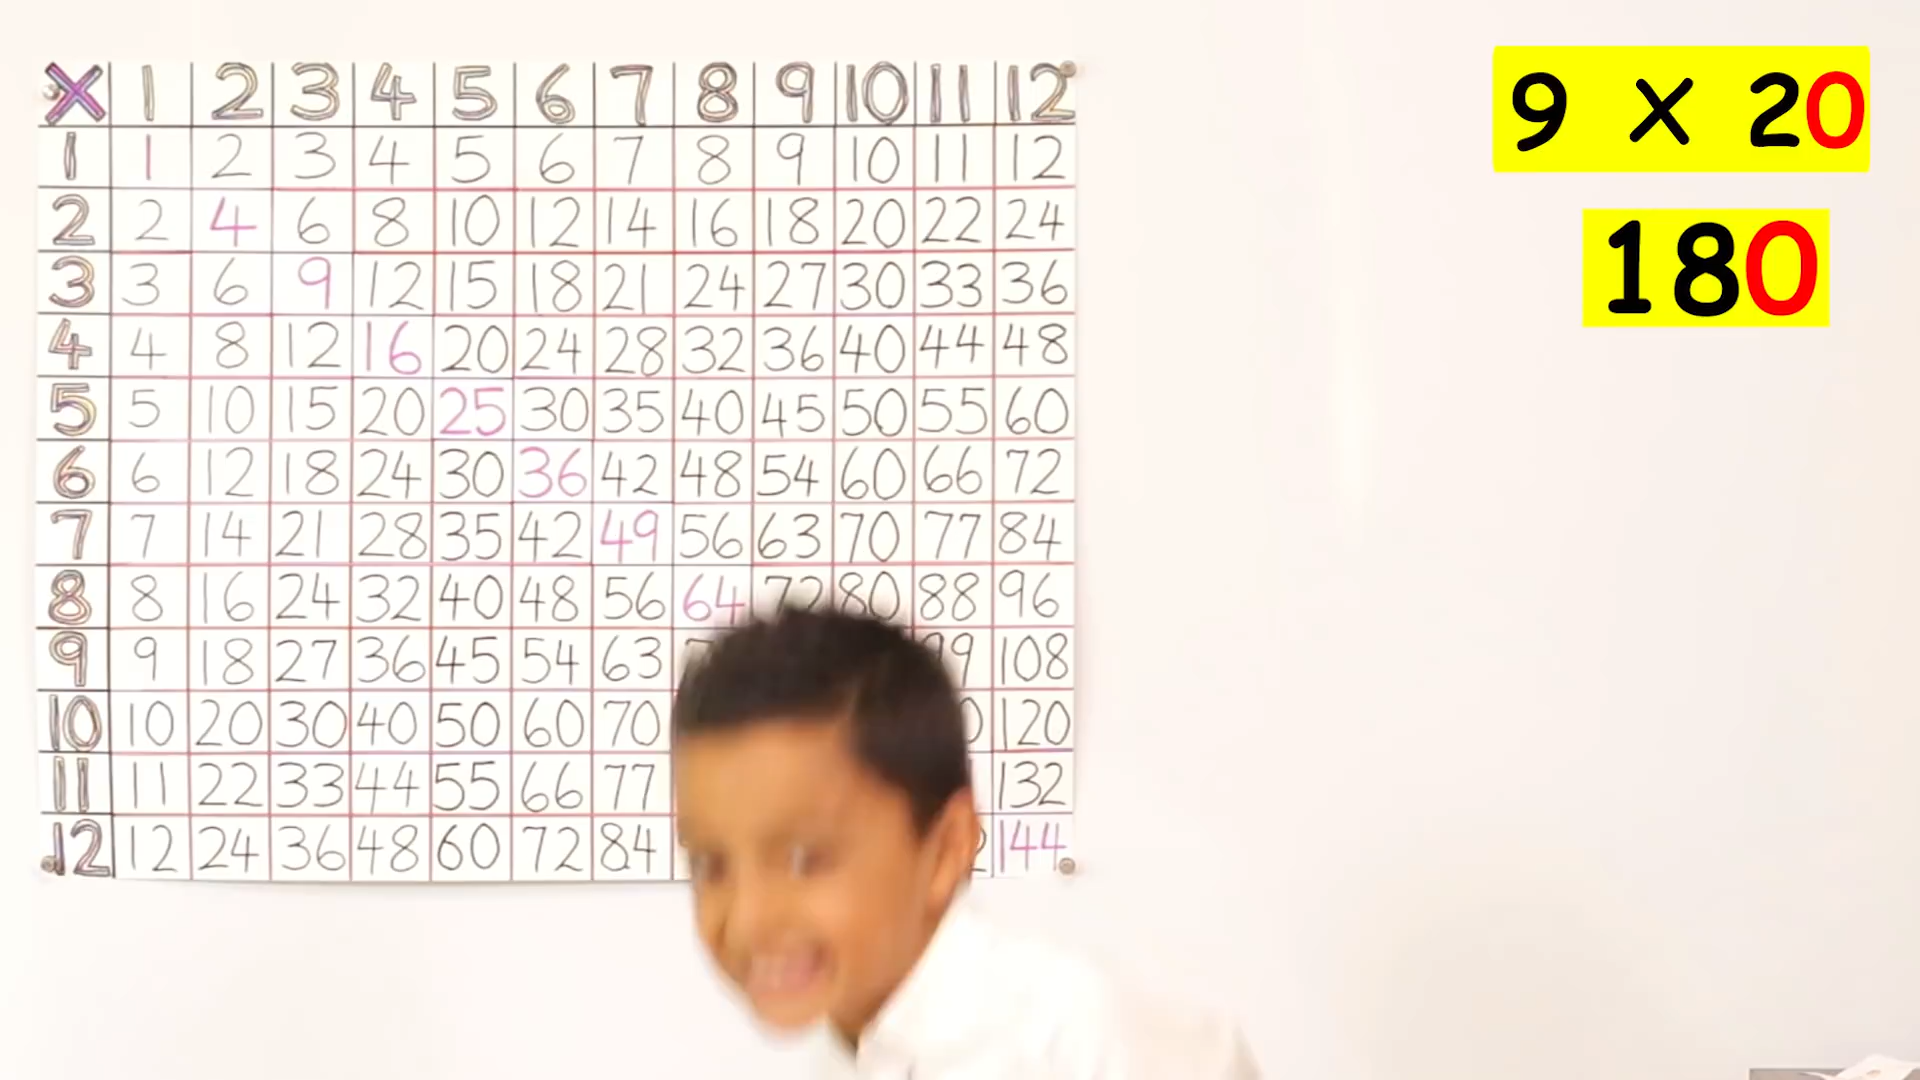 X 1 2 3 4 5 6 7 8 9 10 11 12
1 1 2 3 4 5 6 7 8 9 10 11 12
2 2 4 6 8 10 12 14 16 18 20 22 24
3 3 6 9 12 15 18 21 24 27 30 33 36
4 4 8 12 16 20 24 28 32 36 40 44 48
5 5 10 15 20 25 30 35 40 45 50 55 60
6 6 12 18 24 30 36 42 48 54 60 66 72
7 7 14 21 28 35 42 49 56 63 70 77 84
8 8 16 24 32 40 48 56 64 72 80 88 96
9 9 18 27 36 45 54 63 108
10 10 20 30 40 50 60 70 120
11 11 22 33 44 55 66 77 132
12 12 24 36 48 60 72 84 144
9 x 20
180